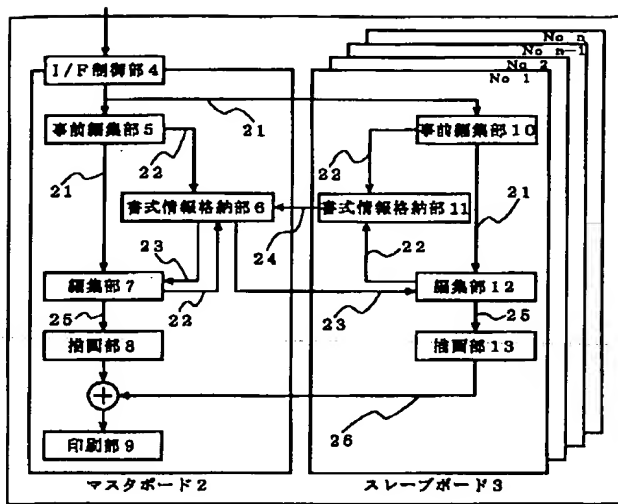 No n
No n-1
No 2
No 1
I/F制御部4
21
事前編集部5
事前編集部10
22
22
21
21
書式情報格納部6
書式情報格納部11
24
23
22
編集部7
22
23
編集部12
25
25
描画部8
描画部13
26
印刷部9
マスタボード2
スレーブボード3